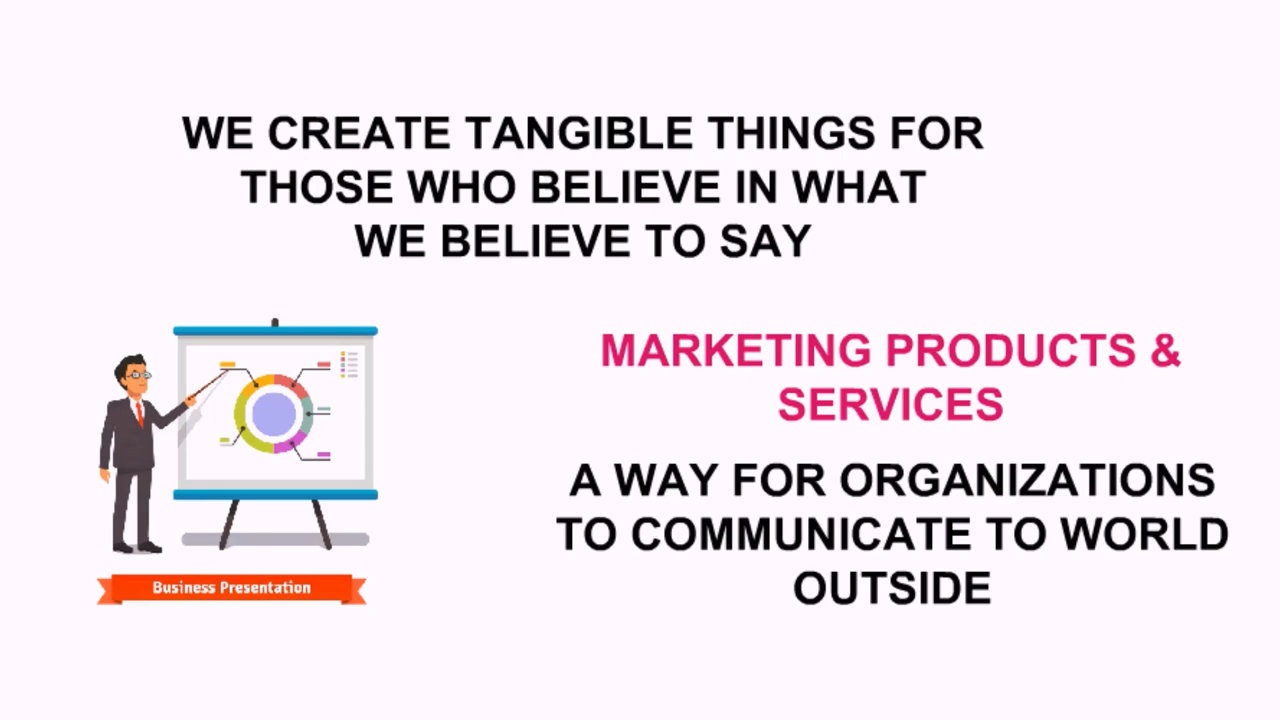 WE CREATE TANGIBLE THINGS FOR
THOSE WHO BELIEVE IN WHAT
WE BELIEVE TO SAY
MARKETING PRODUCTS &
SERVICES
A WAY FOR ORGANIZATIONS
TO COMMUNICATE TO WORLD
OUTSIDE
Business Presentation